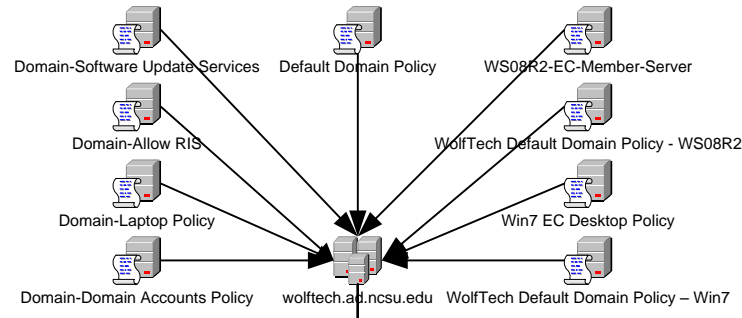 Domain-Software Update Services
Default Domain Policy
WS08R2-EC-Member-Server
Domain-Allow RIS
WolfTech Default Domain Policy - WS08R2
Domain-Laptop Policy
Win7 EC Desktop Policy
Domain-Domain Accounts Policy
wolftech.ad.ncsu.edu
WolfTech Default Domain Policy – Win7